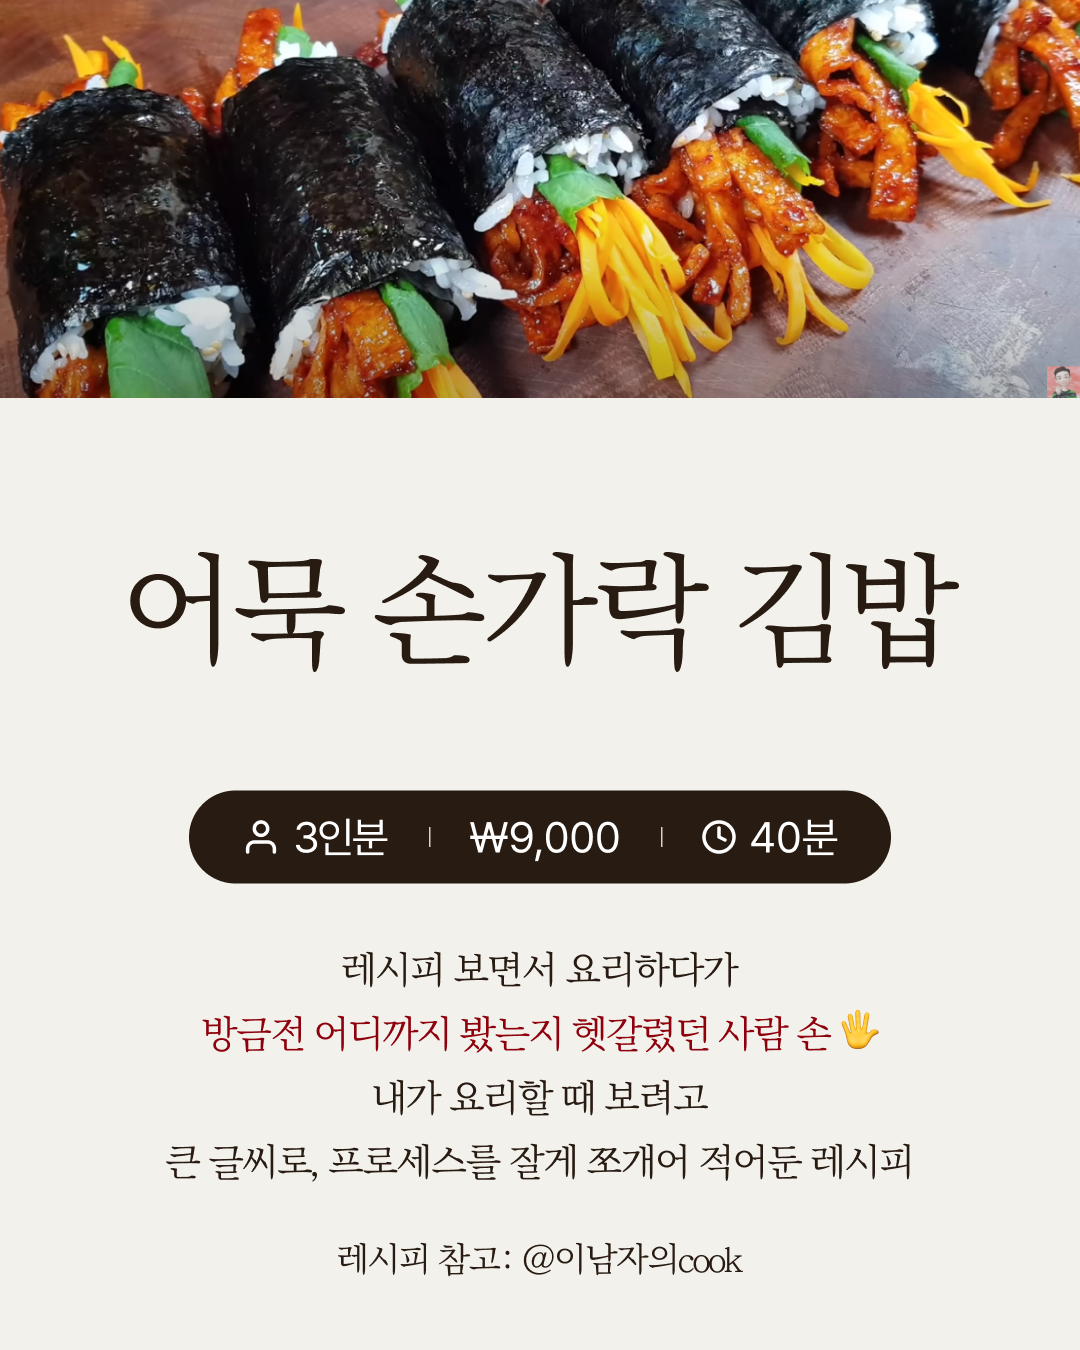 어묵 손가락 김밥
3인분 | ₩9,000 | 40분
레시피 보면서 요리하다가
방금전 어디까지 봤는지 헷갈렸던 사람 손🖐
내가 요리할 때 보려고
큰 글씨로, 프로세스를 잘게 쪼개어 적어둔 레시피
레시피 참고: @이남자의cook